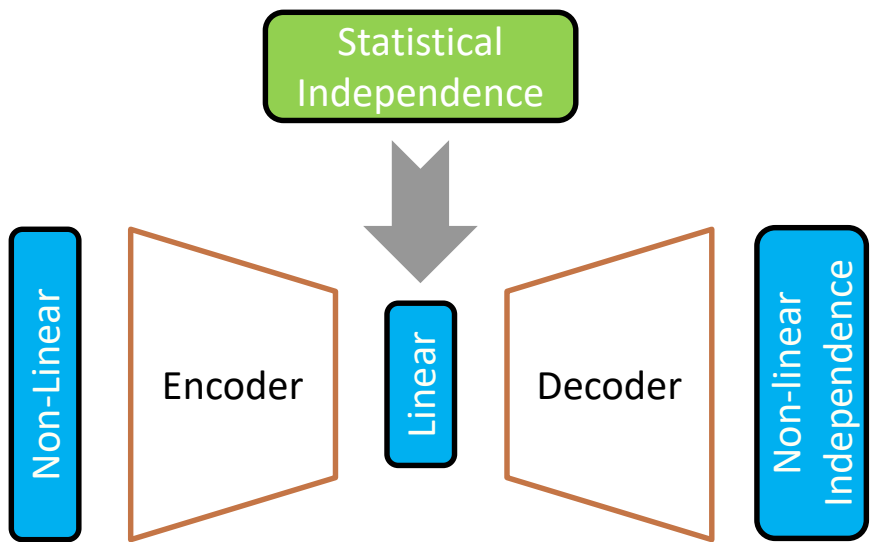 Statistical
Independence
Non-Linear
Encoder
Linear
Decoder
Non-linear
Independence